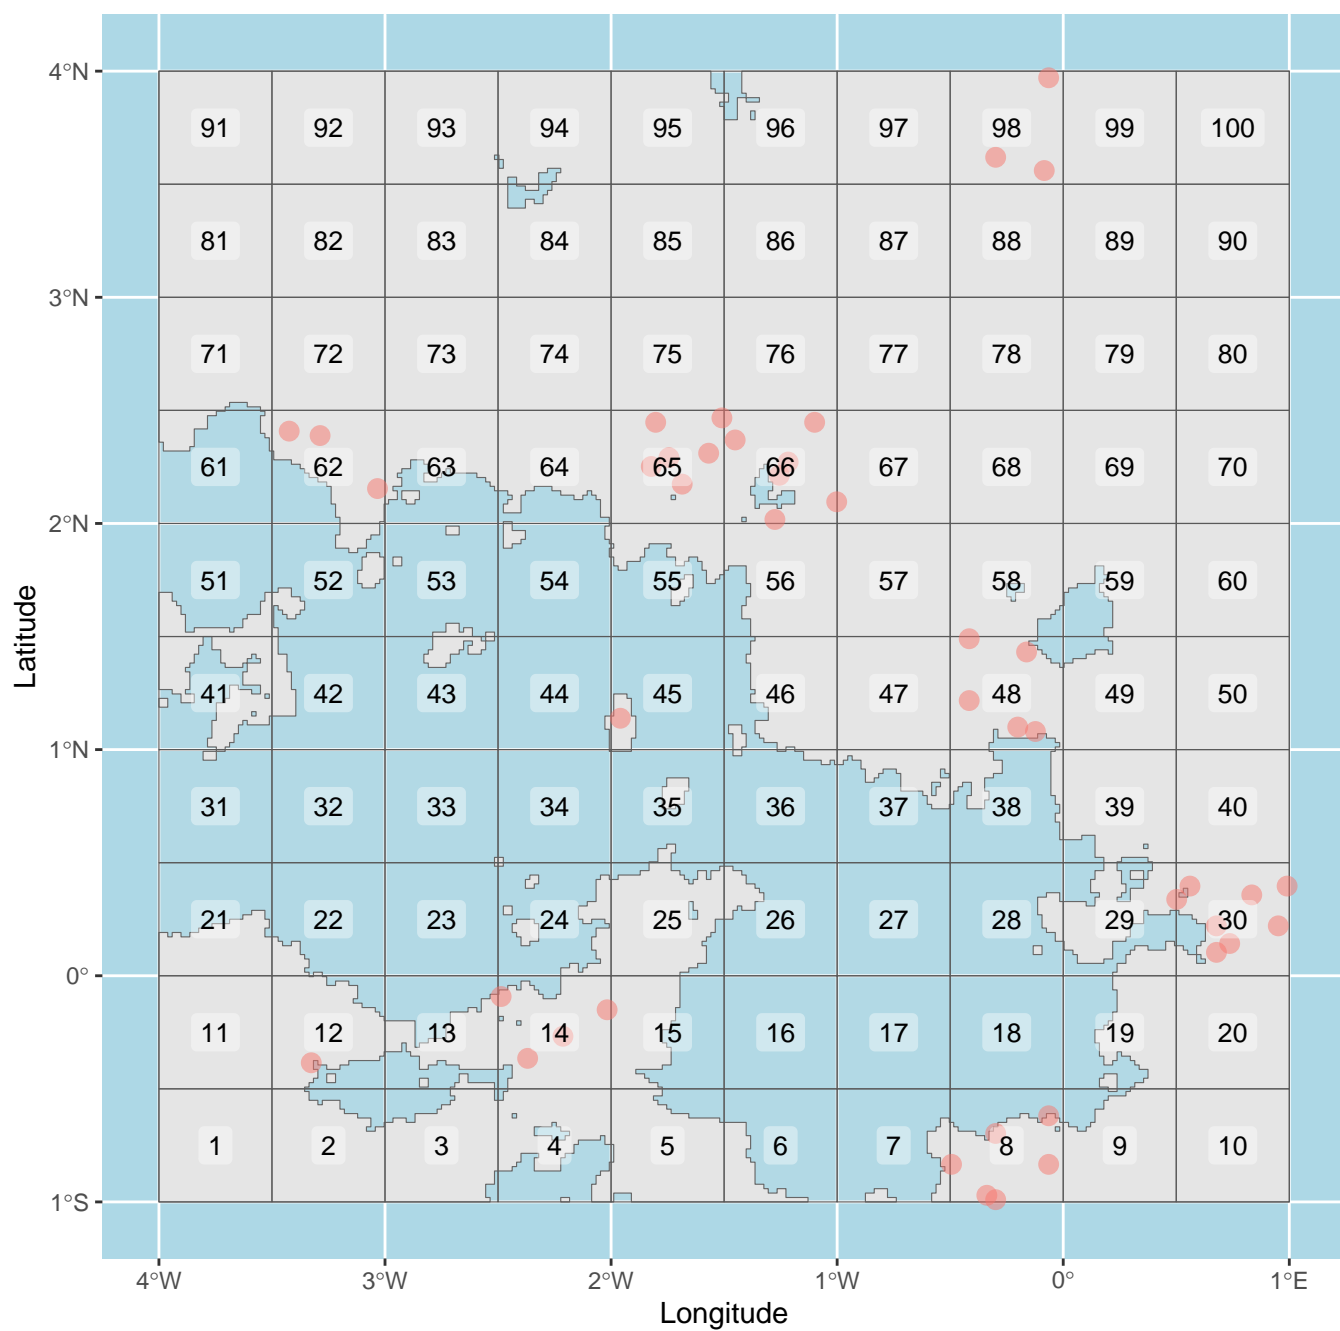 4°N
91 92 93 94 95 96 97 98 99 100
81 82 83 84 85 86 87 88 89 90
3°N
71 72 73 74 75 76 77 78 79 80
61 62 63 64 65 66 67 68 69 70
2°N
51 52 53 54 55 56 57 58 59 60
Latitude
41 42 43 44 45 46 47 48 49 50
1°N
31 32 33 34 35 36 37 38 39 40
21 22 23 24 25 26 27 28 29 30
0°
11 12 13 14 15 16 17 18 19 20
1 2 3 4 5 6 7 8 9 10
1°S
4°W 3°W 2°W 1°W 0° 1°E
Longitude